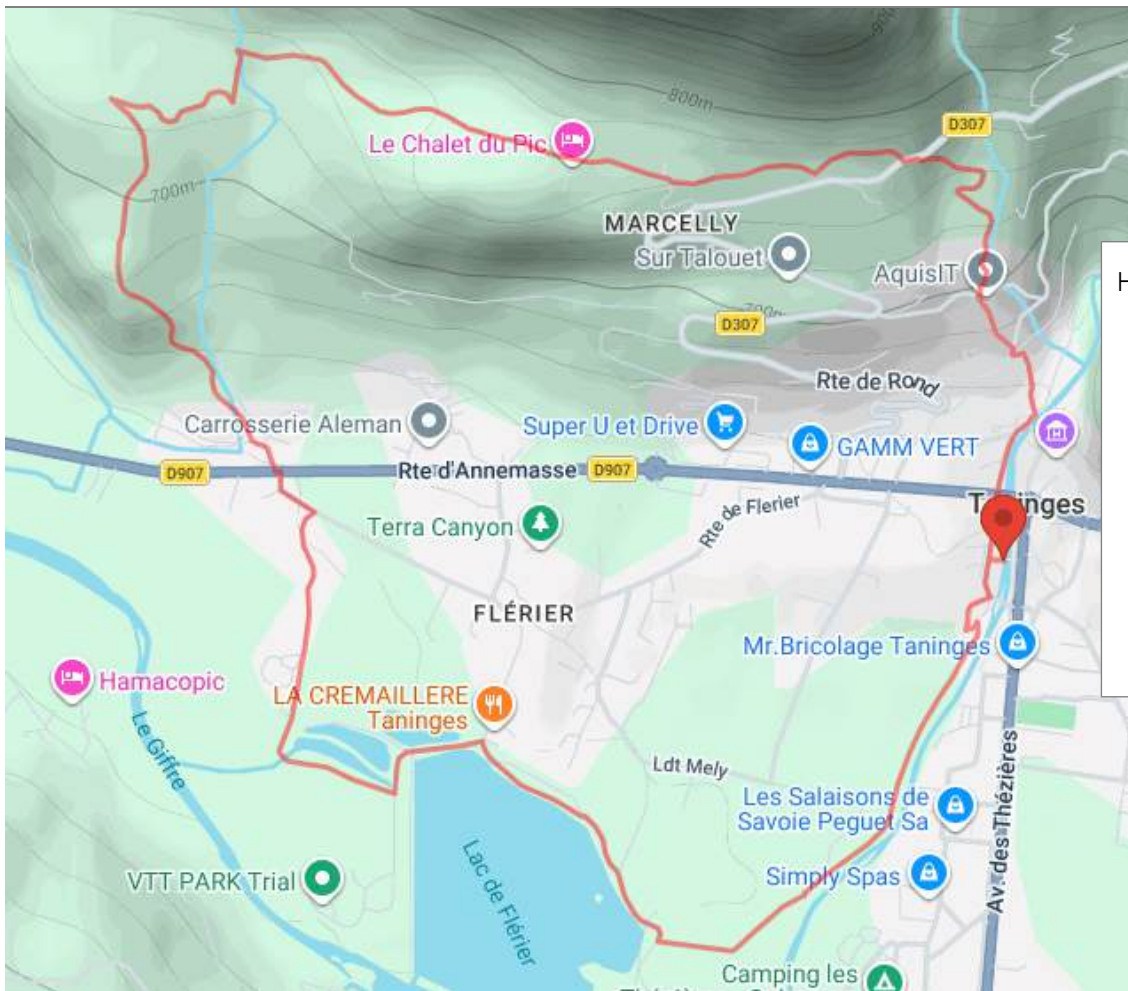 900
800m
D307
Le Chalet du Pic
700m
MARCELLY
Sur Talouet
AquisIT
H
700m
D307
Rte de Rond
Carrosserie Aleman
Super U et Drive
GAMM VERT
D907
Rte d'Annemasse
D907
Taninges
Terra Canyon
Rte de Flerier
FLÉRIER
Mr.Bricolage Taninges
Hamacopic
LA CREMAILLERE
Taninges
Le Giffre
Ldt Mely
Av. des Thézières
Les Salaisons de
Savoie Peguet Sa
VTT PARK Trial
Lac de Flérier
Simply Spas
Camping les